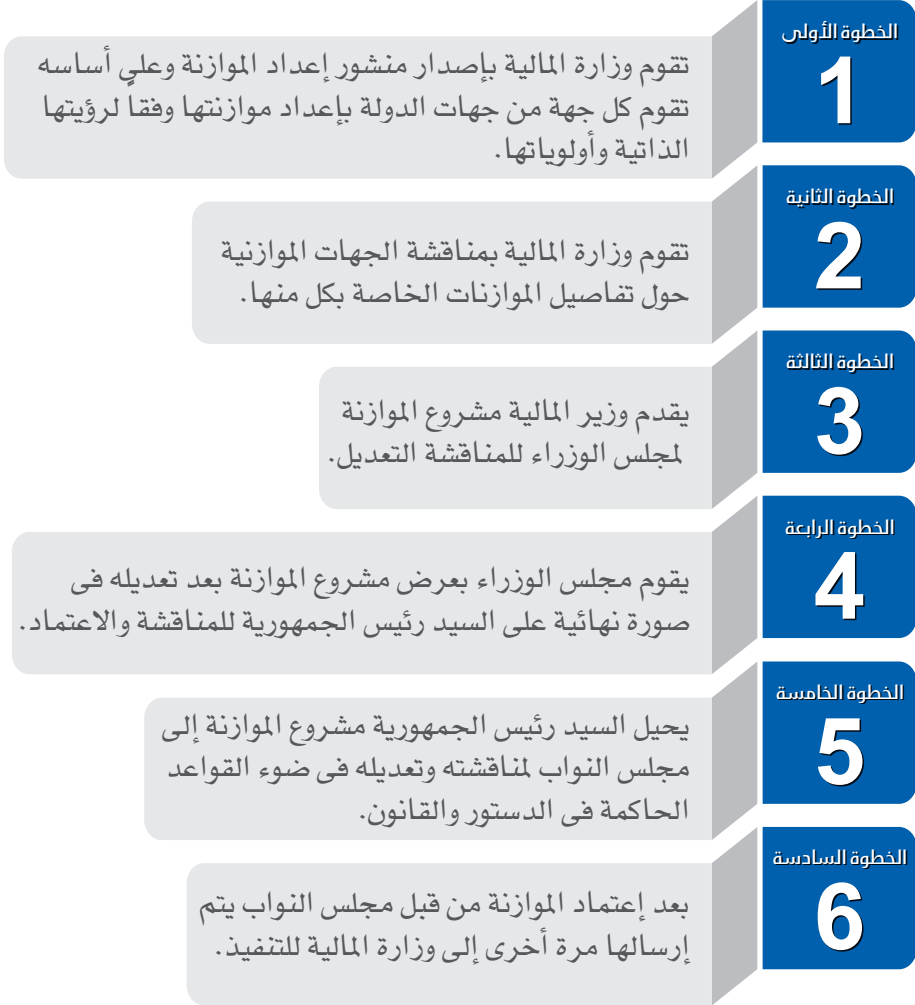 الخطوة الأولى
1
تقوم وزارة المالية بإصدار منشور إعداد الموازنة وعلى أساسه
تقوم كل جهة من جهات الدولة بإعداد موازنتها وفقاً لرؤيتها
الذاتية وأولوياتها.
الخطوة الثانية
2
تقوم وزارة المالية بمناقشة الجهات الموازنية
حول تفاصيل الموازنات الخاصة بكل منها.
الخطوة الثالثة
3
يقدم وزير المالية مشروع الموازنة
لمجلس الوزراء للمناقشة التعديل.
الخطوة الرابعة
4
يقوم مجلس الوزراء بعرض مشروع الموازنة بعد تعديله فى
صورة نهائية على السيد رئيس الجمهورية للمناقشة والاعتماد.
الخطوة الخامسة
5
يحيل السيد رئيس الجمهورية مشروع الموازنة إلى
مجلس النواب لمناقشته وتعديله فى ضوء القواعد
الحاكمة فى الدستور والقانون.
الخطوة السادسة
6
بعد إعتماد الموازنة من قبل مجلس النواب يتم
إرسالها مرة أخرى إلى وزارة المالية للتنفيذ.